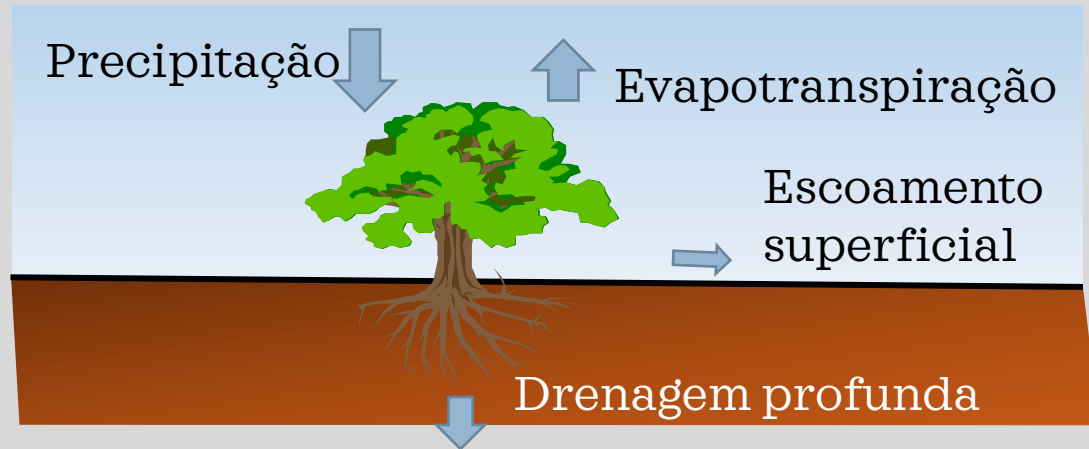 Precipitação
Evapotranspiração
Escoamento
superficial
Drenagem profunda